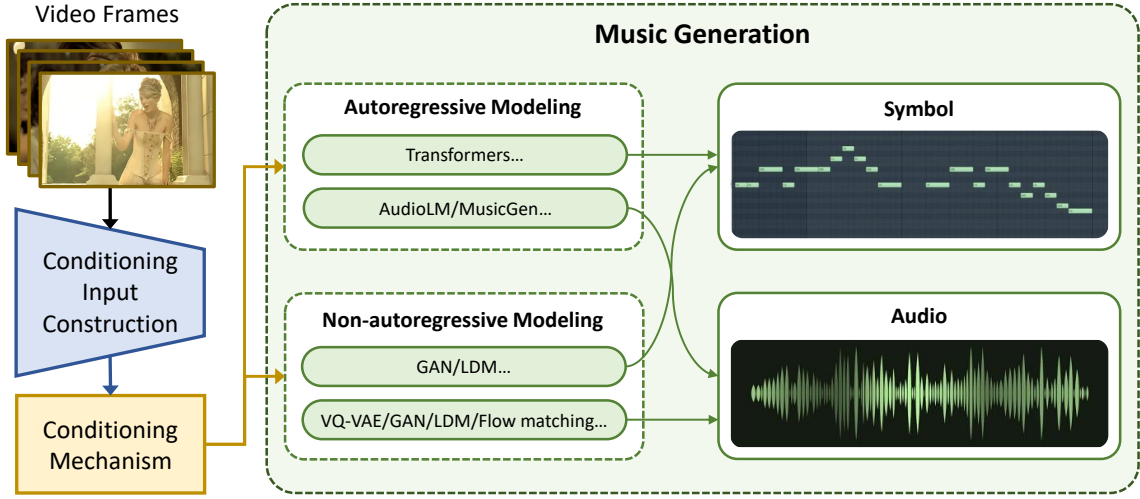 Video Frames
Conditioning
Input
Construction
Conditioning
Mechanism
Music Generation
Autoregressive Modeling
Transformers...
AudioLM/MusicGen...
Non-autoregressive Modeling
GAN/LDM...
VQ-VAE/GAN/LDM/Flow matching...
Symbol
Audio